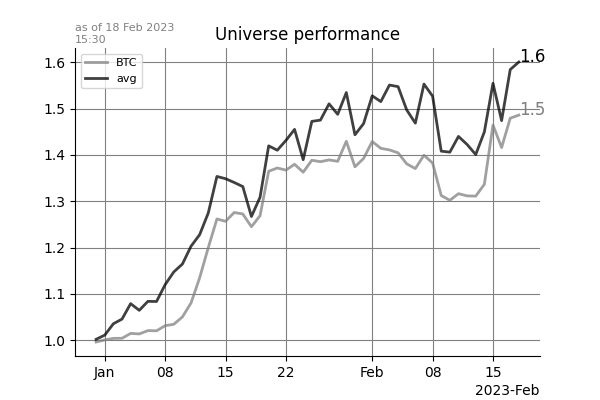 as of 18 Feb 2023
15:30
Universe performance
BTC
avg
1.6
1.5
1.6
1.5
1.4
1.3
1.2
1.1
1.0
Jan 08 15 22 Feb 08 15
2023-Feb